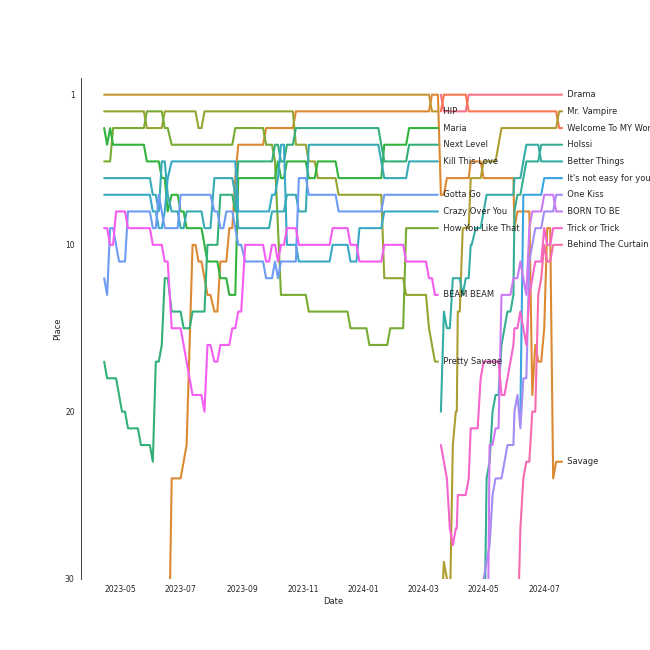 1
10
20
30
Place
2023-05
2023-07
2023-09
2023-11
2024-01
2024-03
2024-05
2024-07
Date
HIP
Maria
Next Level
Kill This Love
Gotta Go
Crazy Over You
How You Like That
BEAM BEAM
Pretty Savage
Drama
Mr. Vampire
Welcome To MY Wor
Holssi
Better Things
It's not easy for you
One Kiss
BORN TO BE
Trick or Trick
Behind The Curtain
Savage